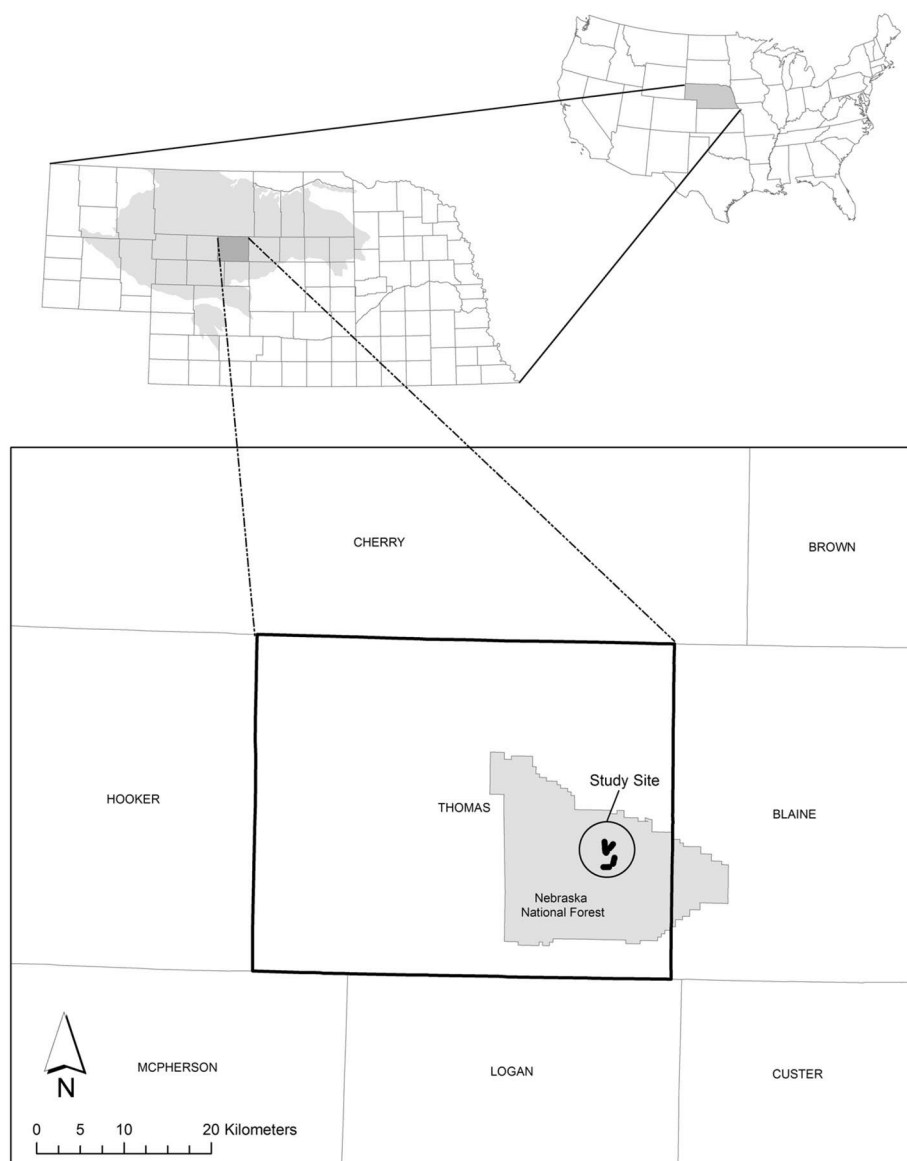 CHERRY
BROWN
Study Site
HOOKER
THOMAS
BLAINE
Nebraska
National Forest
MCPHERSON
LOGAN
CUSTER
N
0 5 10 20 Kilometers